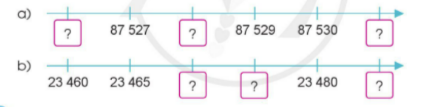 a)
? 87 527 ? 87 529 87 530 ?
b)
23 460 23 465 ? ? 23 480 ?